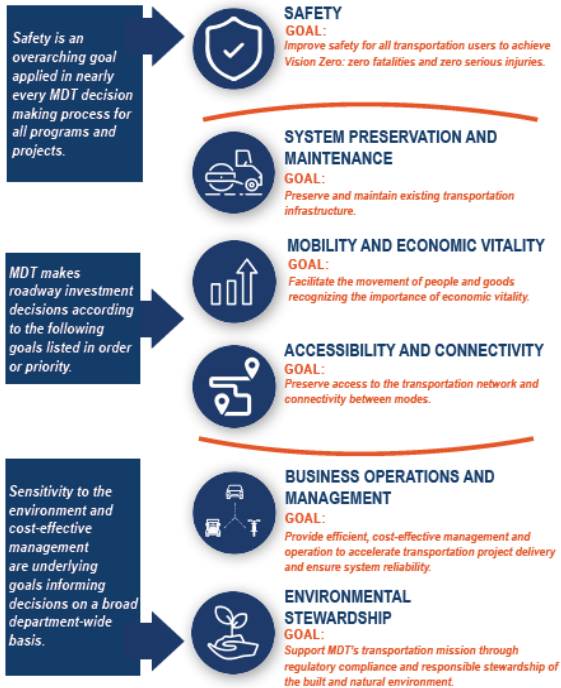 Safety is an
overarching goal
applied in nearly
every MDT decision
making process for
all programs and
projects.
SAFETY
GOAL:
Improve safety for all transportation users to achieve
Vision Zero: zero fatalities and zero serious injuries.
SYSTEM PRESERVATION AND
MAINTENANCE
GOAL:
Preserve and maintain existing transportation
infrastructure.
MDT makes
roadway investment
decisions according
to the following
goals listed in order
or priority.
MOBILITY AND ECONOMIC VITALITY
GOAL:
Facilitate the movement of people and goods
recognizing the importance of economic vitality.
ACCESSIBILITY AND CONNECTIVITY
GOAL:
Preserve access to the transportation network and
connectivity between modes.
Sensitivity to the
environment and
cost-effective
management
are underlying
goals informing
decisions on a broad
department-wide
basis.
BUSINESS OPERATIONS AND
MANAGEMENT
GOAL:
Provide efficient, cost-effective management and
operation to accelerate transportation project delivery
and ensure system reliability.
ENVIRONMENTAL
STEWARDSHIP
GOAL:
Support MDT's transportation mission through
regulatory compliance and responsible stewardship of
the built and natural environment.